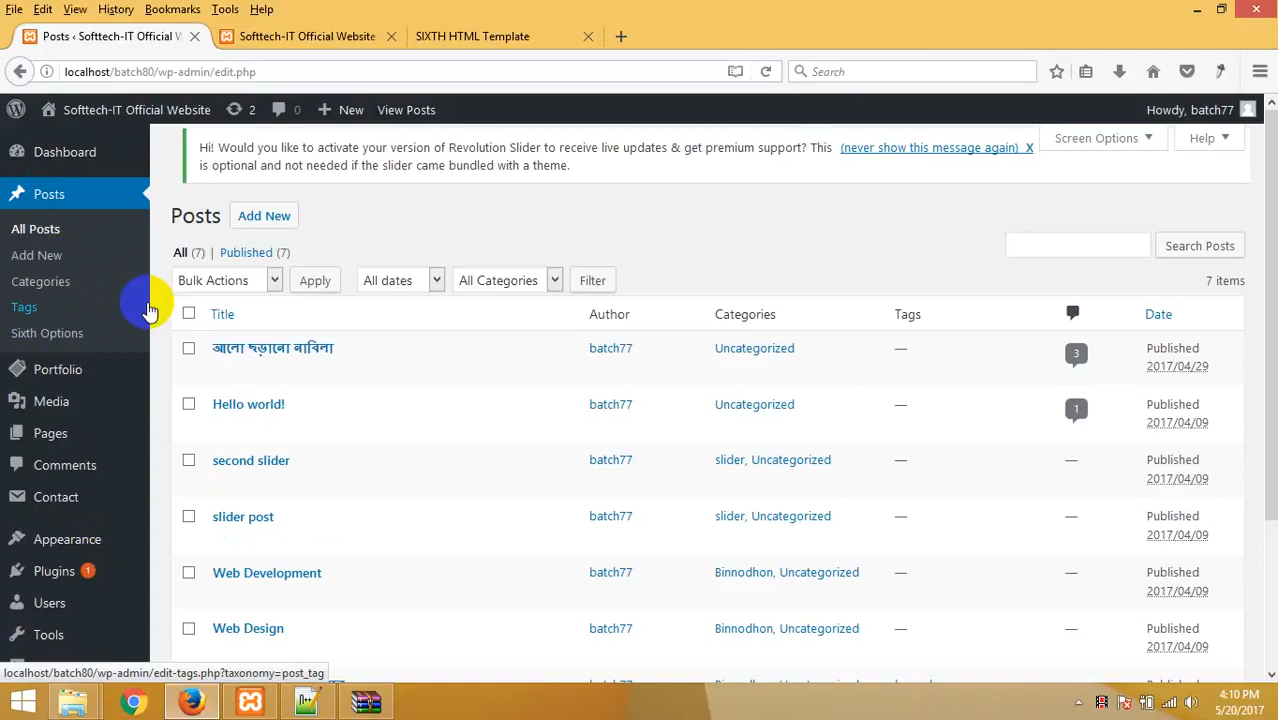 File Edit View History Bookmarks Tools Help
Posts ‹ Softtech-IT Official W
Softtech-IT Official Website
SIXTH HTML Template
localhost/batch80/wp-admin/edit.php
Search
Softtech-IT Official Website 2 0 New View Posts
Howdy, batch77
Dashboard
Posts
All Posts
Add New
Categories
Tags
Sixth Options
Portfolio
Media
Pages
Comments
Contact
Appearance
Plugins 1
Users
Tools
Hi! Would you like to activate your version of Revolution Slider to receive live updates & get premium support? This
is optional and not needed if the slider came bundled with a theme.
(never show this message again) X
Screen Options
Help
Posts Add New
All (7) | Published (7)
Search Posts
Bulk Actions Apply All dates All Categories Filter
7 items
Title Author Categories Tags Date
আলো ছড়ানো নাবিলা batch77 Uncategorized — 3 Published
2017/04/29
Hello world! batch77 Uncategorized — 1 Published
2017/04/09
second slider batch77 slider, Uncategorized — — Published
2017/04/09
slider post batch77 slider, Uncategorized — — Published
2017/04/09
Web Development batch77 Binnodhon, Uncategorized — — Published
2017/04/09
Web Design batch77 Binnodhon, Uncategorized — — Published
2017/04/09
localhost/batch80/wp-admin/edit-tags.php?taxonomy=post_tag
4:10 PM
5/20/2017